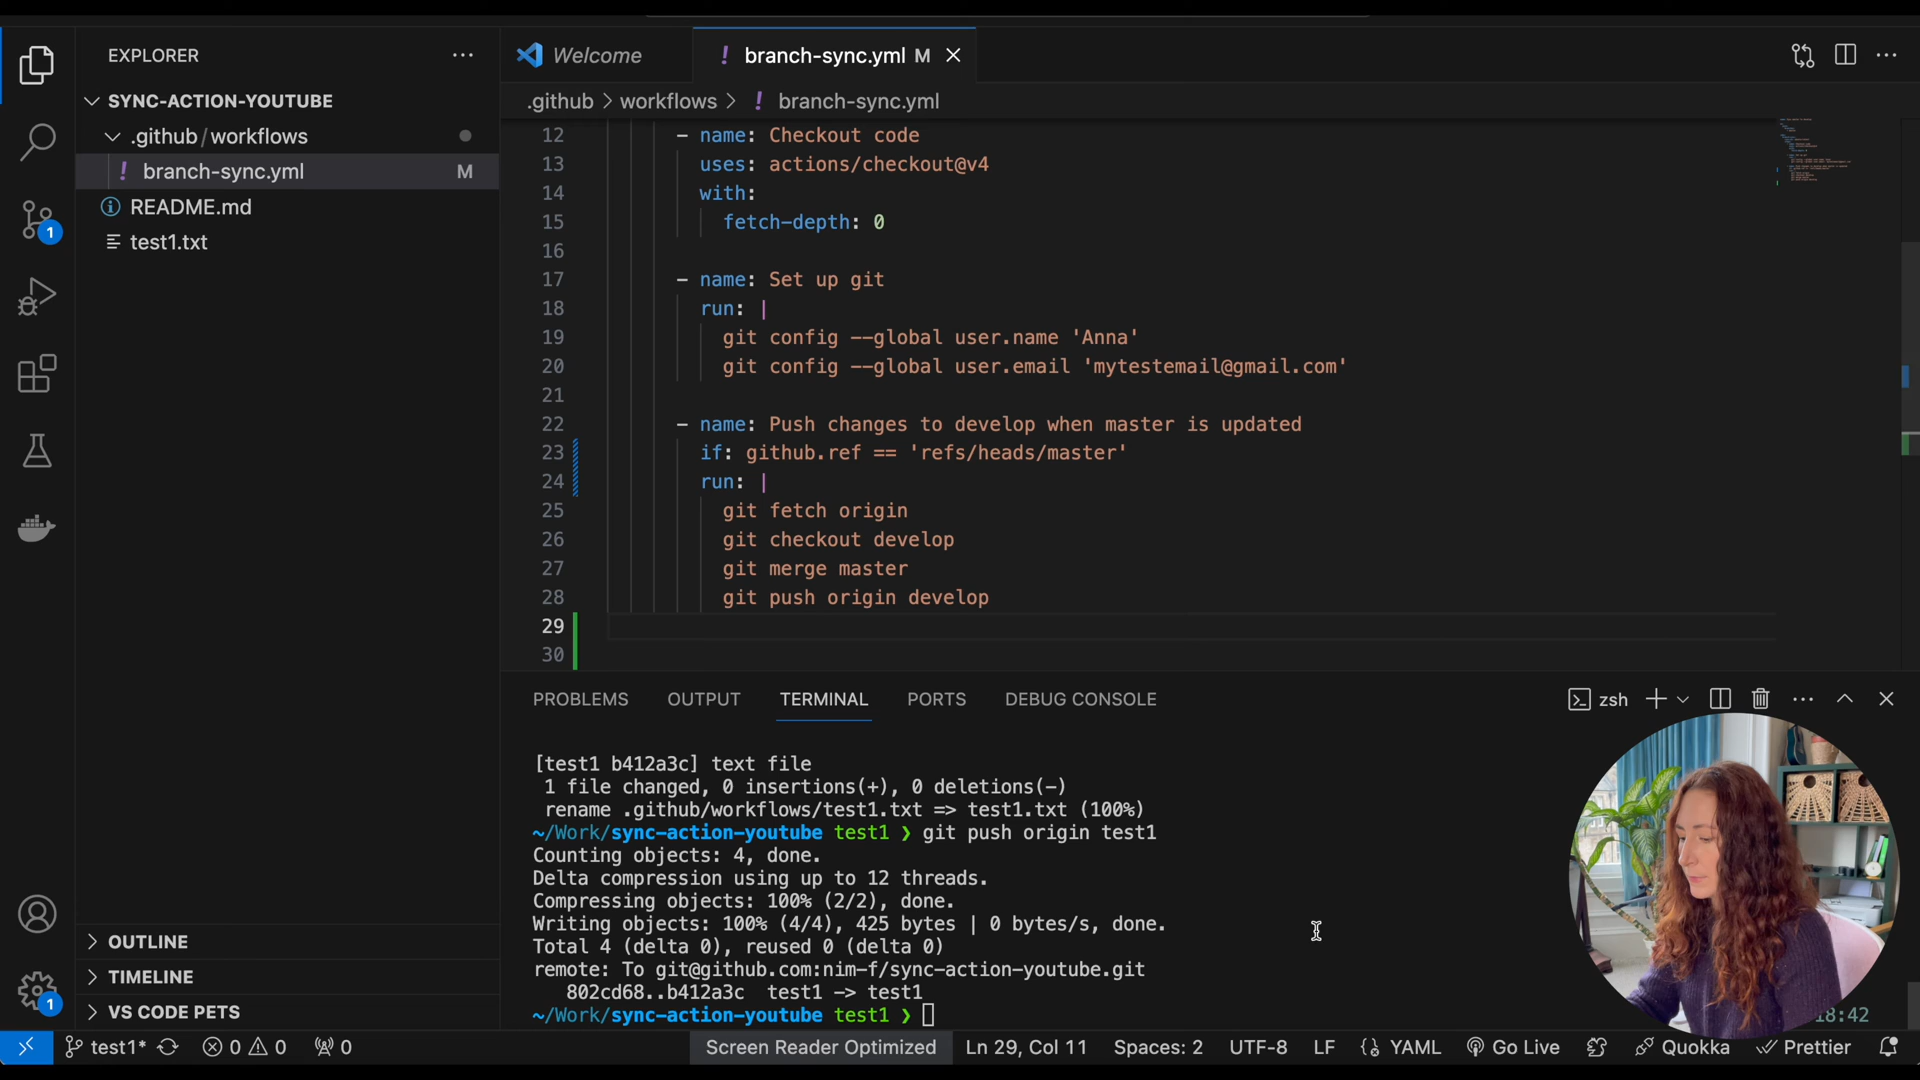 EXPLORER
SYNC-ACTION-YOUTUBE
.github / workflows
! branch-sync.yml M
README.md
test1.txt
OUTLINE
TIMELINE
VS CODE PETS
1
1
Welcome
! branch-sync.yml M
.github > workflows > ! branch-sync.yml
12 - name: Checkout code
13 uses: actions/checkout@v4
14 with:
15 fetch-depth: 0
16
17 - name: Set up git
18 run: |
19 git config --global user.name 'Anna'
20 git config --global user.email 'mytestemail@gmail.com'
21
22 - name: Push changes to develop when master is updated
23 if: github.ref == 'refs/heads/master'
24 run: |
25 git fetch origin
26 git checkout develop
27 git merge master
28 git push origin develop
29
30
PROBLEMS OUTPUT TERMINAL PORTS DEBUG CONSOLE zsh
[test1 b412a3c] text file
1 file changed, 0 insertions(+), 0 deletions(-)
rename .github/workflows/test1.txt => test1.txt (100%)
~/Work/sync-action-youtube test1 ❯ git push origin test1
Counting objects: 4, done.
Delta compression using up to 12 threads.
Compressing objects: 100% (2/2), done.
Writing objects: 100% (4/4), 425 bytes | 0 bytes/s, done.
Total 4 (delta 0), reused 0 (delta 0)
remote: To git@github.com:nim-f/sync-action-youtube.git
802cd68..b412a3c test1 -> test1
~/Work/sync-action-youtube test1 ❯
18:42
test1* 0 0 0 Screen Reader Optimized Ln 29, Col 11 Spaces: 2 UTF-8 LF {} YAML Go Live Quokka Prettier